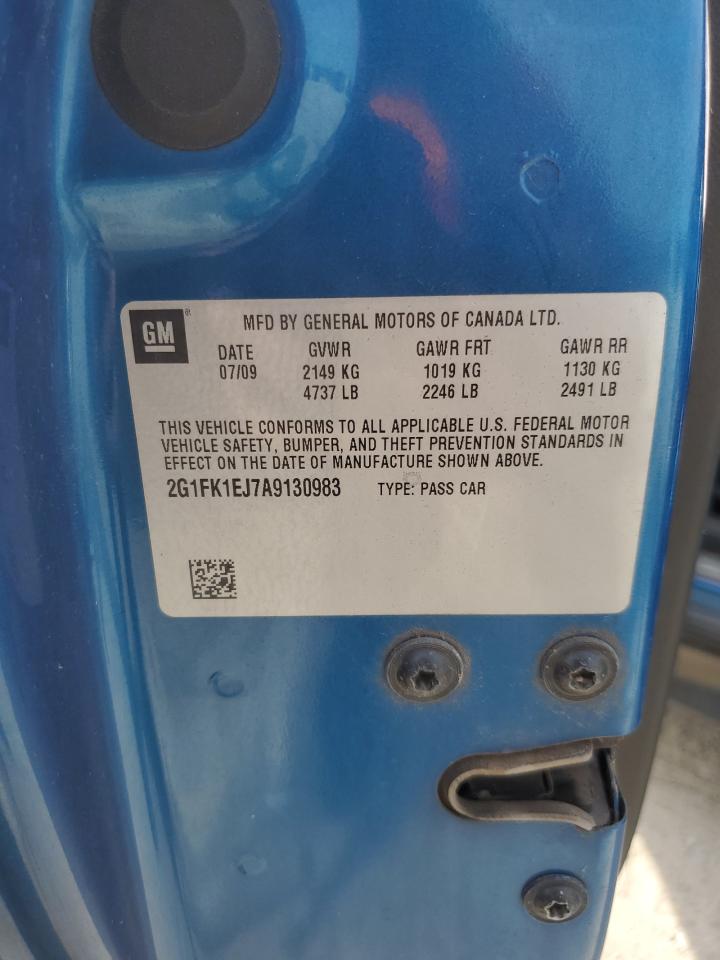 GM®
MFD BY GENERAL MOTORS OF CANADA LTD.
DATE GVWR GAWR FRT GAWR RR
07/09 2149 KG 1019 KG 1130 KG
4737 LB 2246 LB 2491 LB
THIS VEHICLE CONFORMS TO ALL APPLICABLE U.S. FEDERAL MOTOR
VEHICLE SAFETY, BUMPER, AND THEFT PREVENTION STANDARDS IN
EFFECT ON THE DATE OF MANUFACTURE SHOWN ABOVE.
2G1FK1EJ7A9130983 TYPE: PASS CAR